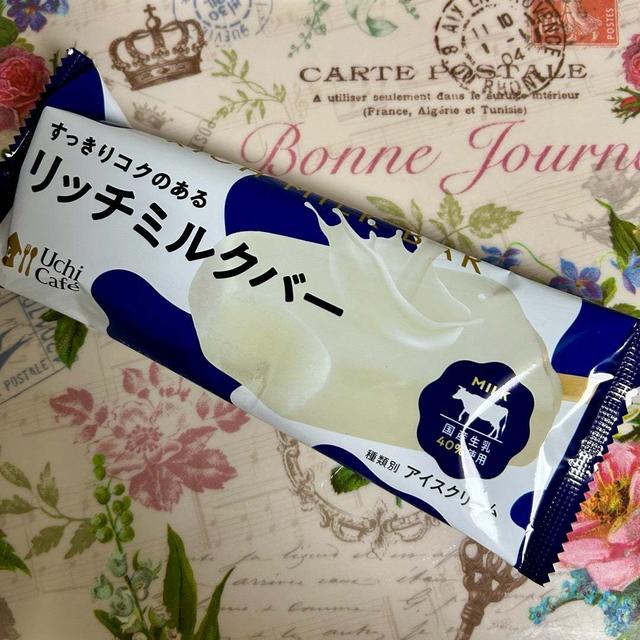 CARTE POSTALE
A utiliser seulement dans le
intérieur
(France, Algérie et Tunisie)
Bonne Journ
すっきりコクのある
リッチミルクバー
Uchi
Café
MILK
国産生乳
40%使用
種類別 アイスクリーム
POSTALE